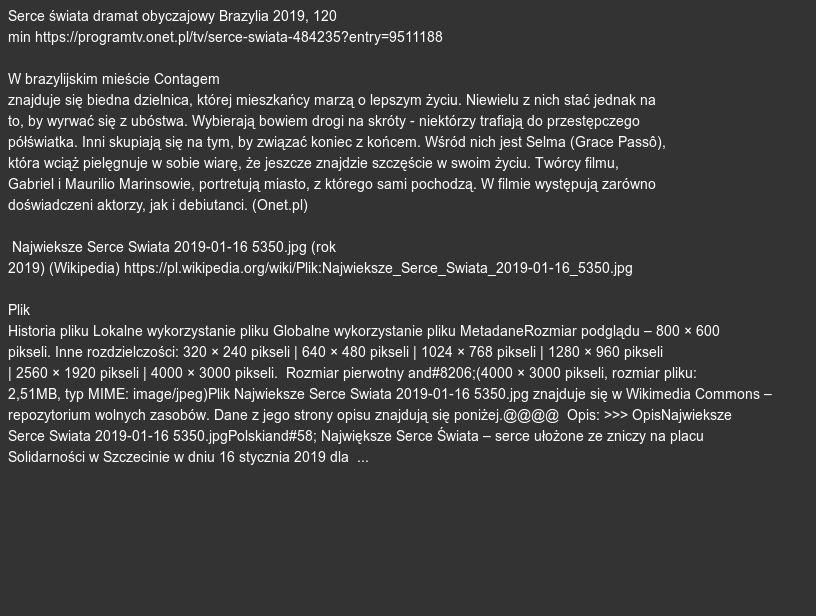 Serce świata dramat obyczajowy Brazylia 2019, 120
min https://programtv.onet.pl/tv/serce-swiata-484235?entry=9511188
W brazylijskim mieście Contagem
znajduje się biedna dzielnica, której mieszkańcy marzą o lepszym życiu. Niewielu z nich stać jednak na
to, by wyrwać się z ubóstwa. Wybierają bowiem drogi na skróty - niektórzy trafiają do przestępczego
półświatka. Inni skupiają się na tym, by związać koniec z końcem. Wśród nich jest Selma (Grace Passô),
która wciąż pielęgnuje w sobie wiarę, że jeszcze znajdzie szczęście w swoim życiu. Twórcy filmu,
Gabriel i Maurilio Marinsowie, portretują miasto, z którego sami pochodzą. W filmie występują zarówno
doświadczeni aktorzy, jak i debiutanci. (Onet.pl)
Najwieksze Serce Swiata 2019-01-16 5350.jpg (rok
2019) (Wikipedia) https://pl.wikipedia.org/wiki/Plik:Najwieksze_Serce_Swiata_2019-01-16_5350.jpg
Plik
Historia pliku Lokalne wykorzystanie pliku Globalne wykorzystanie pliku MetadaneRozmiar podglądu – 800 × 600
pikseli. Inne rozdzielczości: 320 × 240 pikseli | 640 × 480 pikseli | 1024 × 768 pikseli | 1280 × 960 pikseli
| 2560 × 1920 pikseli | 4000 × 3000 pikseli.  Rozmiar pierwotny and#8206;(4000 × 3000 pikseli, rozmiar pliku:
2,51MB, typ MIME: image/jpeg)Plik Najwieksze Serce Swiata 2019-01-16 5350.jpg znajduje się w Wikimedia Commons –
repozytorium wolnych zasobów. Dane z jego strony opisu znajdują się poniżej.@@@@  Opis: >>> OpisNajwieksze
Serce Swiata 2019-01-16 5350.jpgPolskiand#58; Największe Serce Świata – serce ułożone ze zniczy na placu
Solidarności w Szczecinie w dniu 16 stycznia 2019 dla  ...